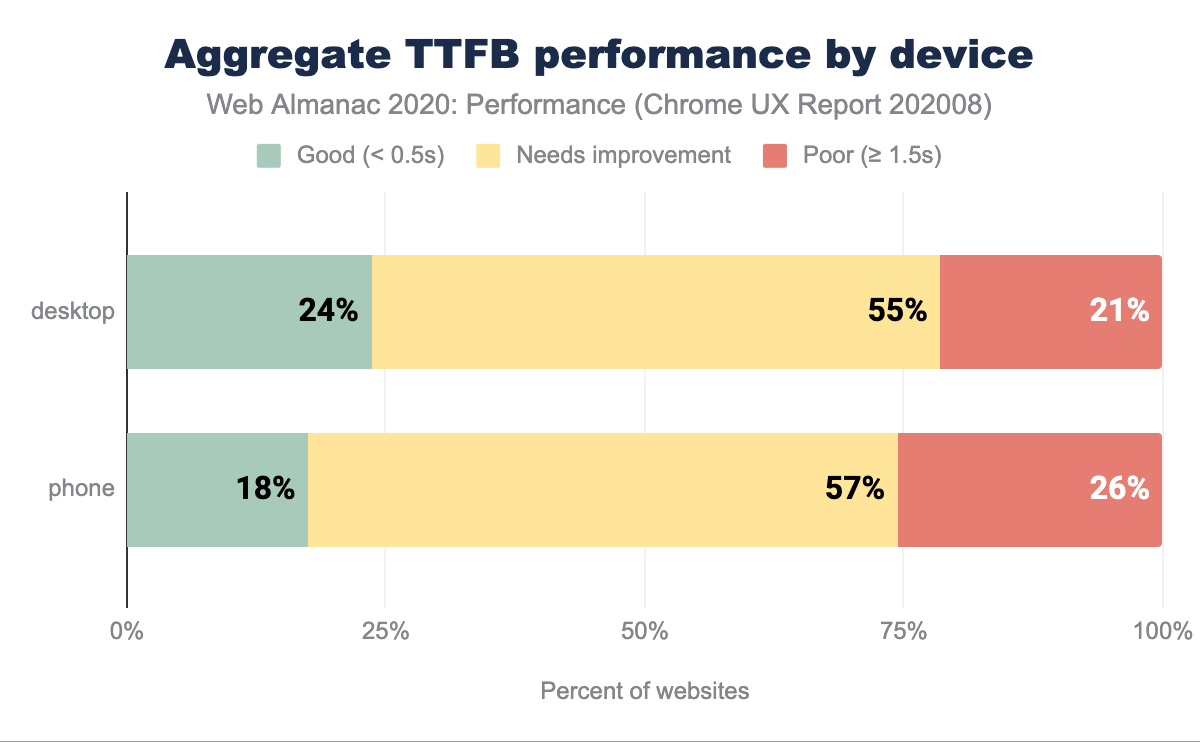 Aggregate TTFB performance by device
Web Almanac 2020: Performance (Chrome UX Report 202008)
Good (< 0.5s) Needs improvement Poor (≥ 1.5s)
desktop 24% 55% 21%
phone 18% 57% 26%
0% 25% 50% 75% 100%
Percent of websites